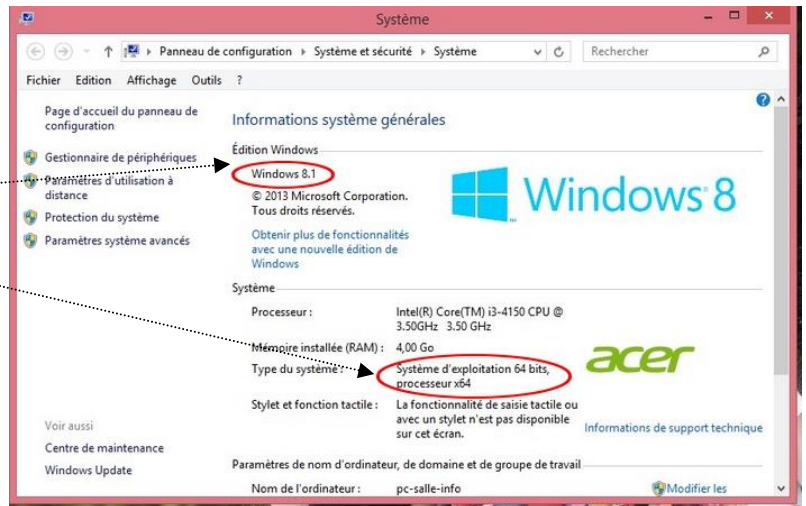 Système
Panneau de configuration ▸ Système et sécurité ▸ Système
Rechercher
Fichier Edition Affichage Outils ?
Page d'accueil du panneau de
configuration
Gestionnaire de périphériques
Paramètres d'utilisation à
distance
Protection du système
Paramètres système avancés
Voir aussi
Centre de maintenance
Windows Update
Informations système générales
Édition Windows
Windows 8.1
© 2013 Microsoft Corporation.
Tous droits réservés.
Obtenir plus de fonctionnalités
avec une nouvelle édition de
Windows
Windows 8
Système
Processeur : Intel(R) Core(TM) i3-4150 CPU @
3.50GHz 3.50 GHz
Mémoire installée (RAM) : 4,00 Go
Type du système : Système d'exploitation 64 bits,
processeur x64
Stylet et fonction tactile : La fonctionnalité de saisie tactile ou
avec un stylet n'est pas disponible
sur cet écran.
acer
Informations de support technique
Paramètres de nom d'ordinateur, de domaine et de groupe de travail
Nom de l'ordinateur : pc-salle-info
Modifier les